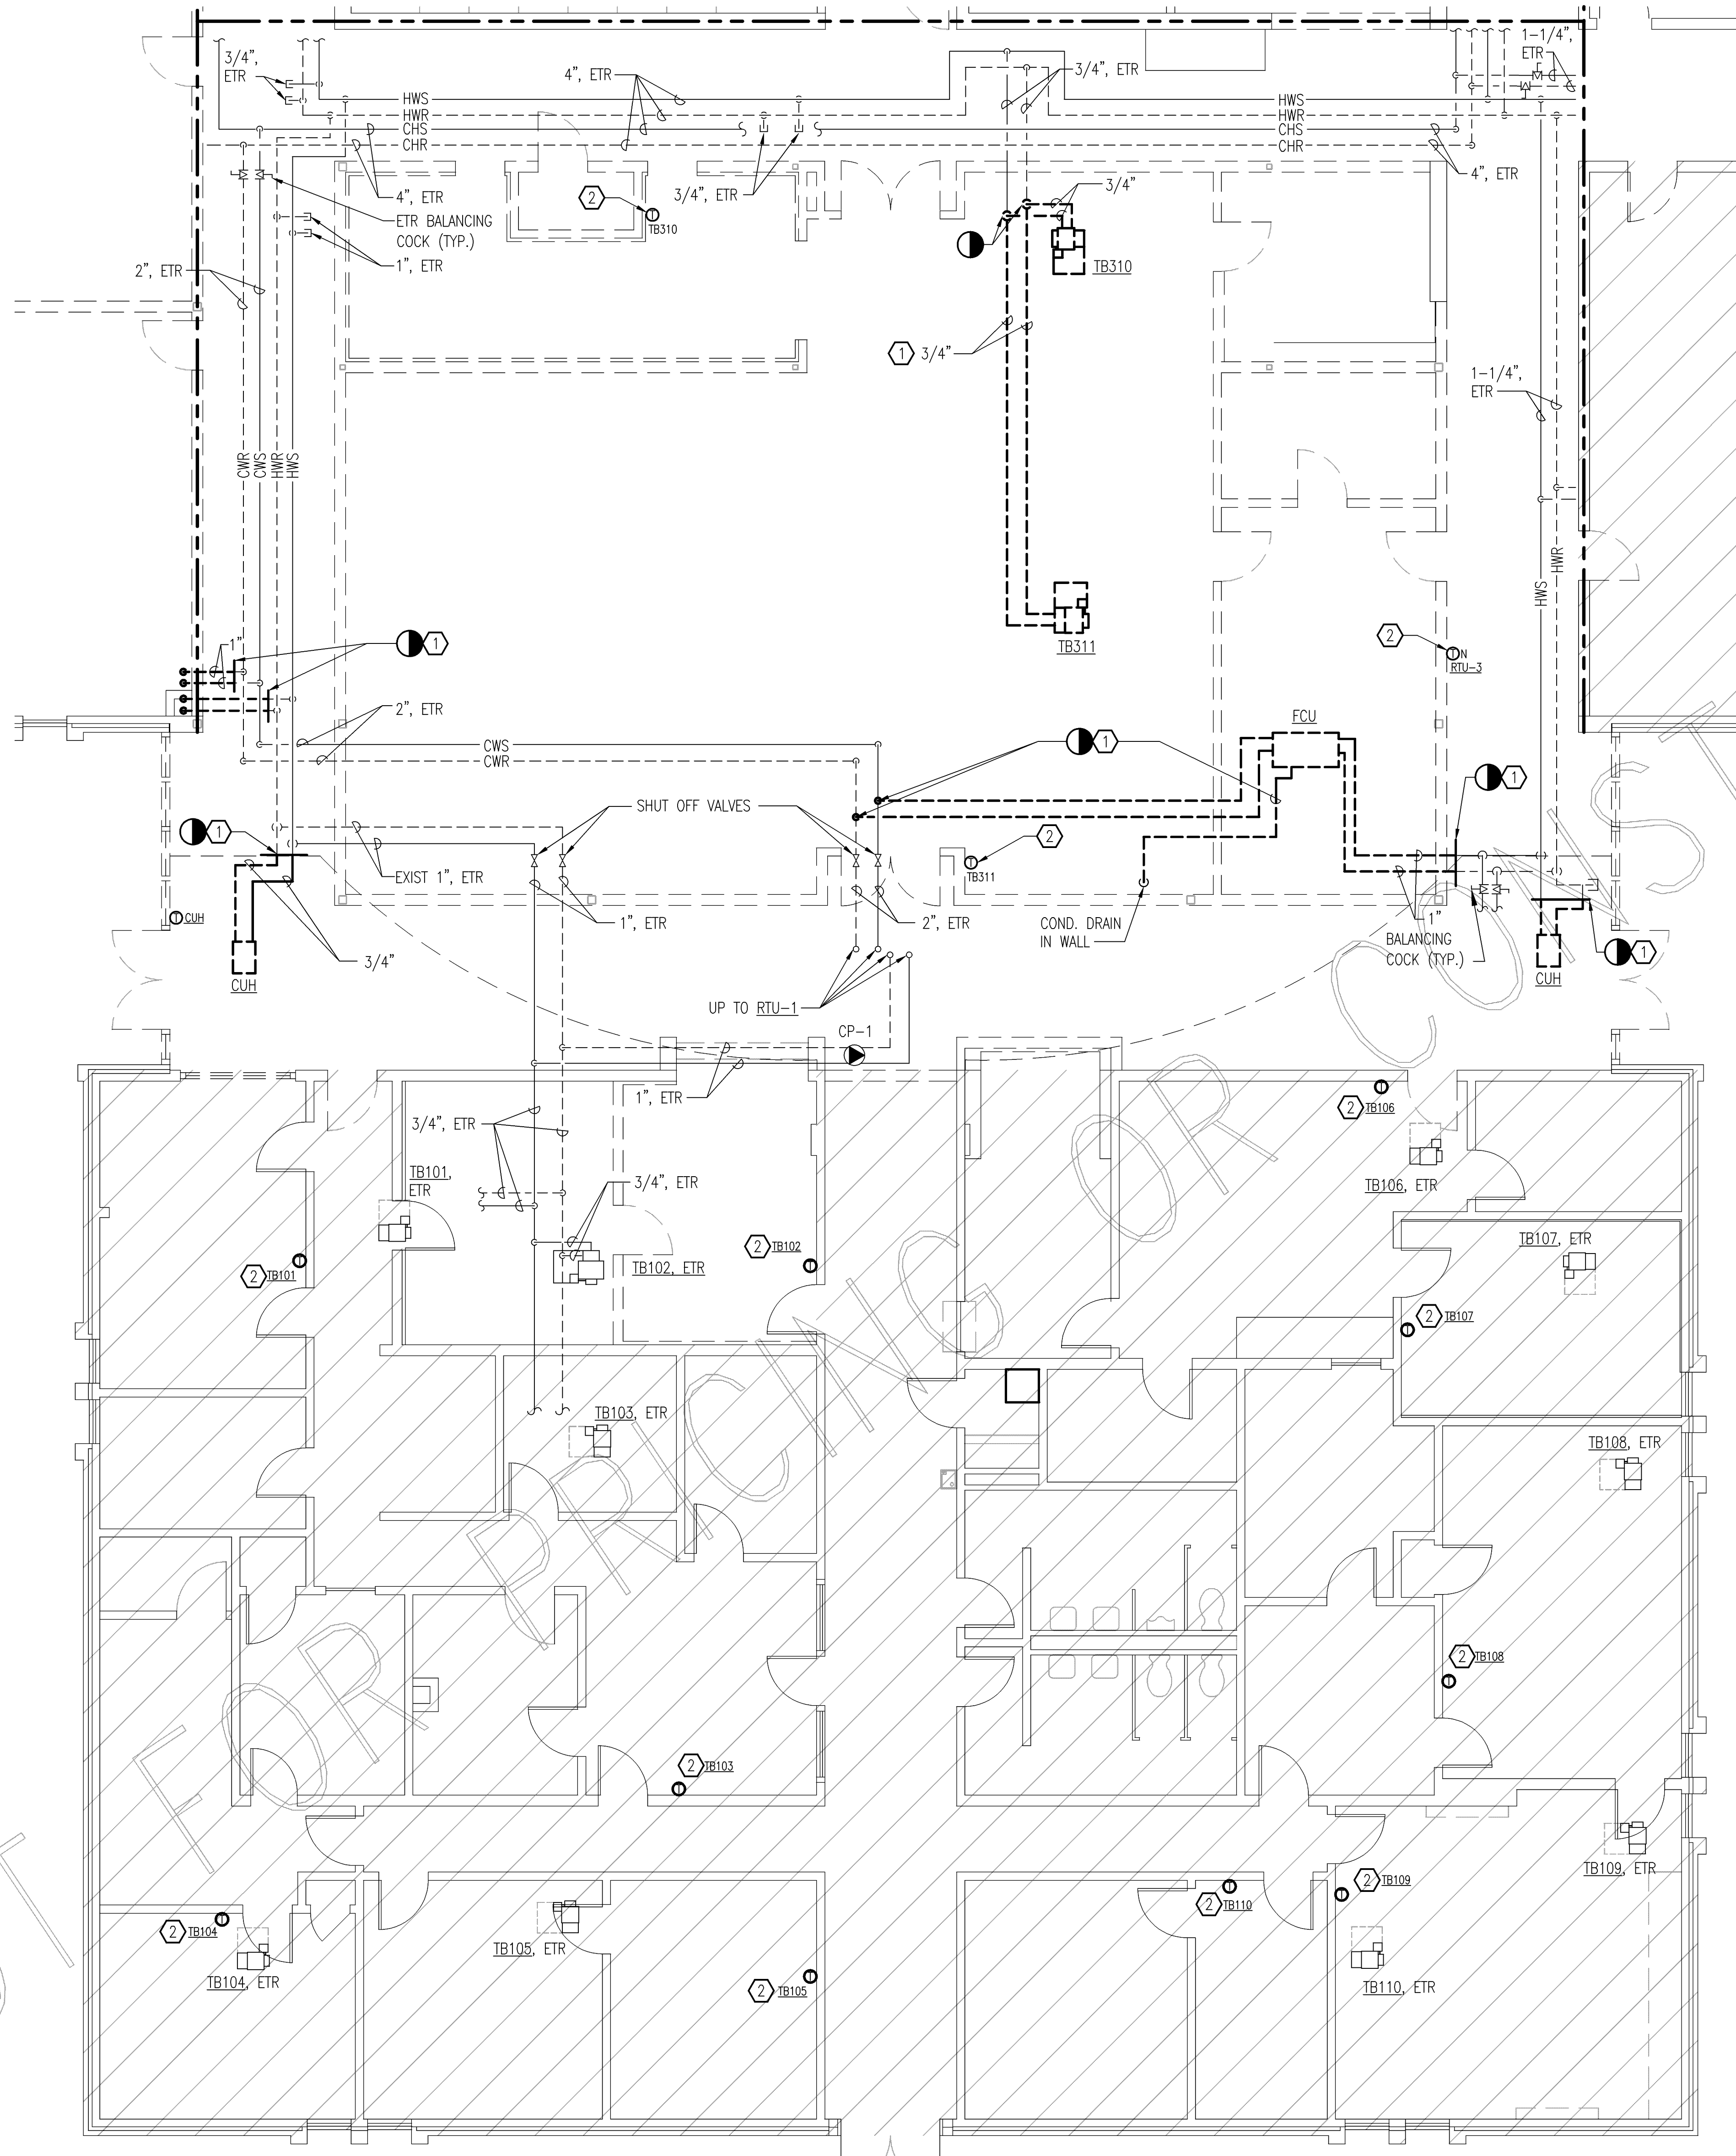 3/4",
ETR
4", ETR
3/4", ETR
1-1/4",
ETR
HWS
HWR
CHS
CHR
HWS
HWR
CHS
CHR
4", ETR
ETR BALANCING
COCK (TYP.)
1", ETR
2", ETR
2
TB310
3/4", ETR
3/4"
4", ETR
TB310
1 3/4"
1-1/4",
ETR
CWR
CWS
HWR
HWS
HWS
HWR
TB311
2
N
RTU-3
1"
1
2", ETR
CWS
CWR
1
FCU
1
SHUT OFF VALVES
1
EXIST 1", ETR
2
TB311
CUH
3/4"
CUH
1", ETR
2", ETR
COND. DRAIN
IN WALL
1"
BALANCING
COCK (TYP.)
1
CUH
UP TO RTU-1
CP-1
1", ETR
3/4", ETR
TB101,
ETR
3/4", ETR
2 TB106
TB106, ETR
2 TB101
TB102, ETR
2 TB102
TB107, ETR
2 TB107
TB103, ETR
TB108, ETR
2 TB108
2 TB103
TB109, ETR
2 TB109
2 TB110
2 TB104
TB104, ETR
TB105, ETR
2 TB105
TB110, ETR
FOR PRICING OR CONST